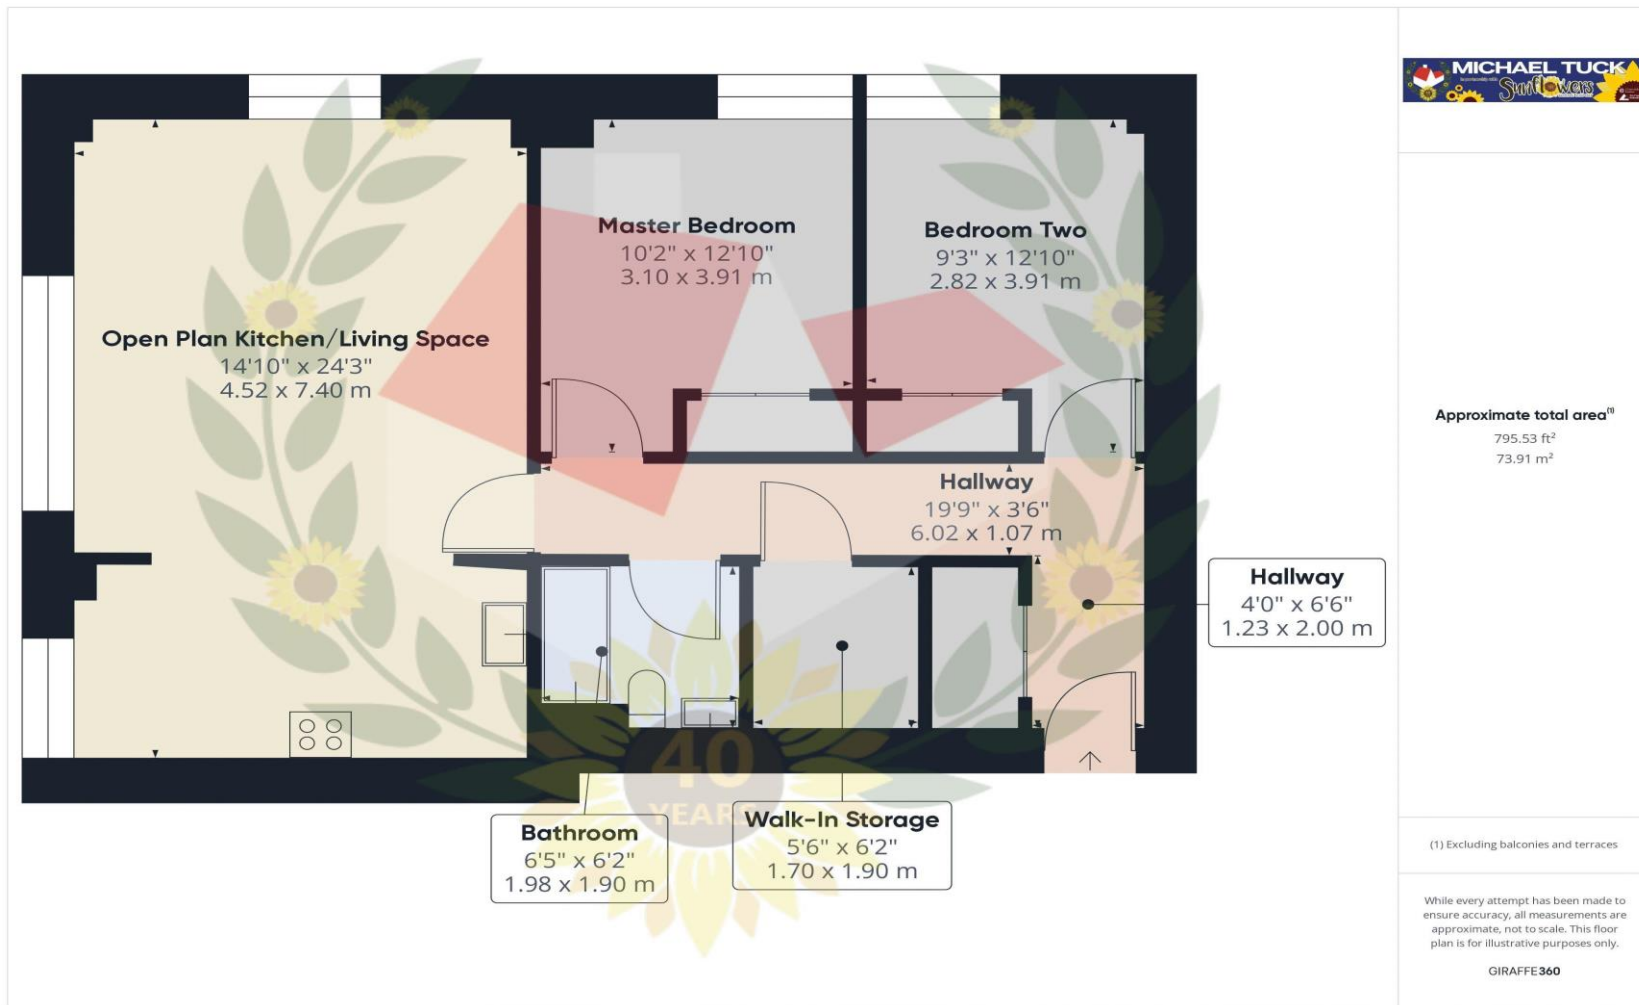 MICHAEL TUCK
Sunflowers
Master Bedroom
10'2" x 12'10"
3.10 x 3.91 m
Bedroom Two
9'3" x 12'10"
2.82 x 3.91 m
Open Plan Kitchen/Living Space
14'10" x 24'3"
4.52 x 7.40 m
Approximate total area(1)
795.53 ft²
73.91 m²
Hallway
19'9" x 3'6"
6.02 x 1.07 m
Hallway
4'0" x 6'6"
1.23 x 2.00 m
40
YEARS
Bathroom
6'5" x 6'2"
1.98 x 1.90 m
Walk-In Storage
5'6" x 6'2"
1.70 x 1.90 m
(1) Excluding balconies and terraces
While every attempt has been made to
ensure accuracy, all measurements are
approximate, not to scale. This floor
plan is for illustrative purposes only.
GIRAFFE360